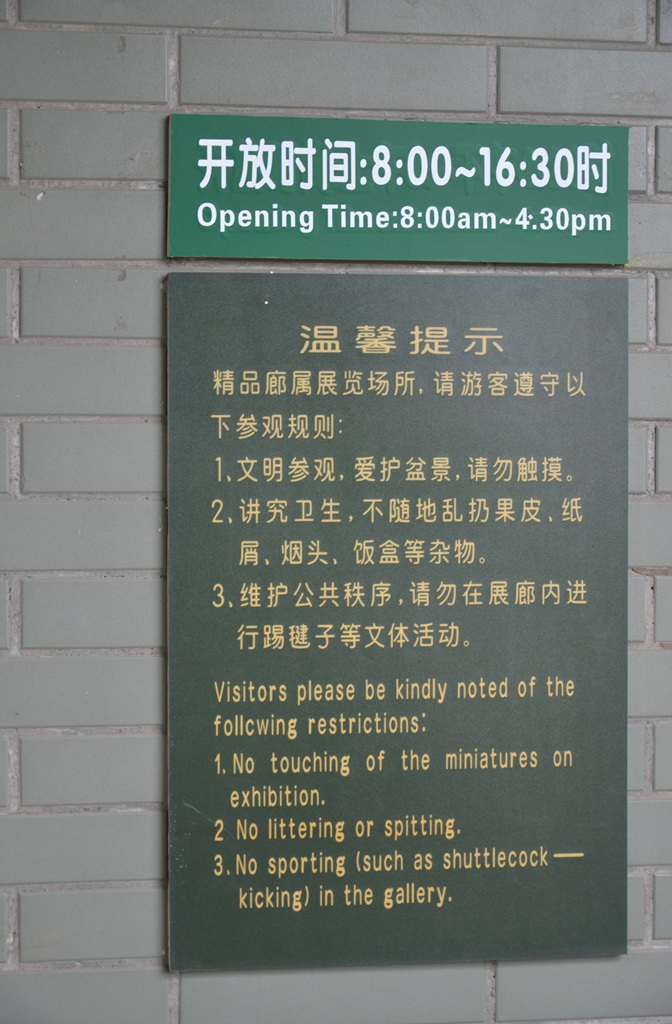 开放时间:8:00~16:30时
Opening Time:8:00am~4:30pm
温馨提示
精品廊属展览场所,请游客遵守以
下参观规则:
1、文明参观,爱护盆景,请勿触摸。
2、讲究卫生,不随地乱扔果皮、纸
屑、烟头、饭盒等杂物。
3、维护公共秩序,请勿在展廊内进
行踢毽子等文体活动。
Visitors please be kindly noted of the
follcwing restrictions:
1. No touching of the miniatures on
exhibition.
2 No littering or spitting.
3. No sporting (such as shuttlecock—
kicking) in the gallery.